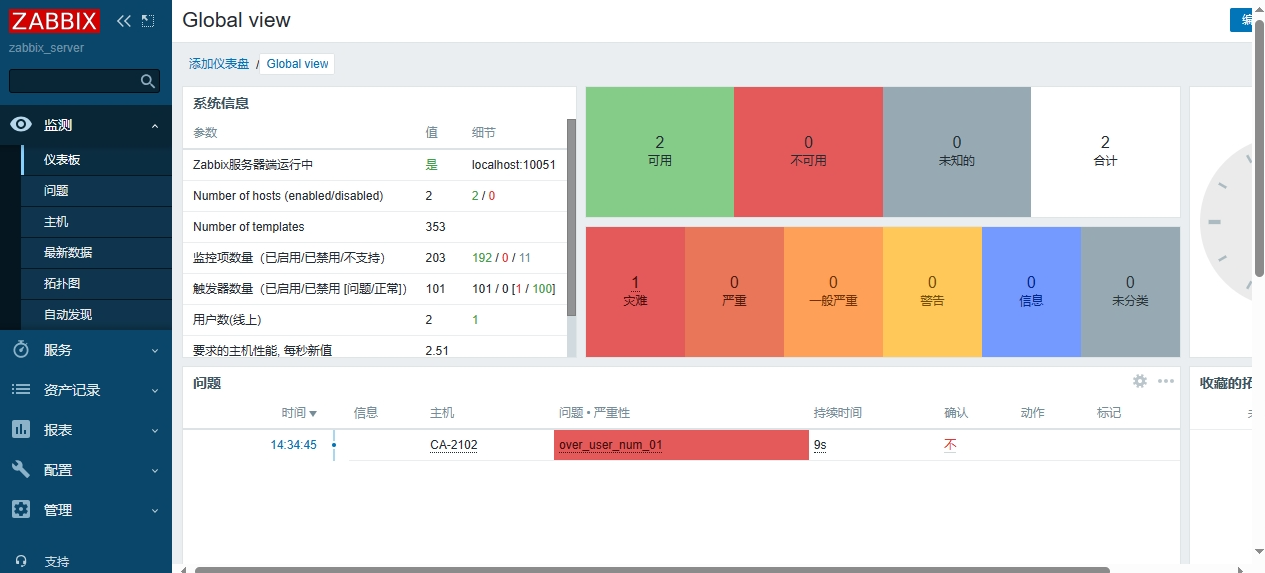 ZABBIX
zabbix_server
监测
仪表板
问题
主机
最新数据
拓扑图
自动发现
服务
资产记录
报表
配置
管理
支持
Global view
编
添加仪表盘 / Global view
系统信息
参数 值 细节
Zabbix服务器端运行中 是 localhost:10051
Number of hosts (enabled/disabled) 2 2 / 0
Number of templates 353
监控项数量（已启用/已禁用/不支持） 203 192 / 0 / 11
触发器数量（已启用/已禁用 [问题/正常]） 101 101 / 0 [1 / 100]
用户数(线上) 2 1
要求的主机性能, 每秒新值 2.51
2 0 0 2
可用 不可用 未知的 合计
1 0 0 0 0 0
灾难 严重 一般严重 警告 信息 未分类
问题
时间 信息 主机 问题 • 严重性 持续时间 确认 动作 标记
14:34:45 CA-2102 over_user_num_01 9s 不
收藏的拓